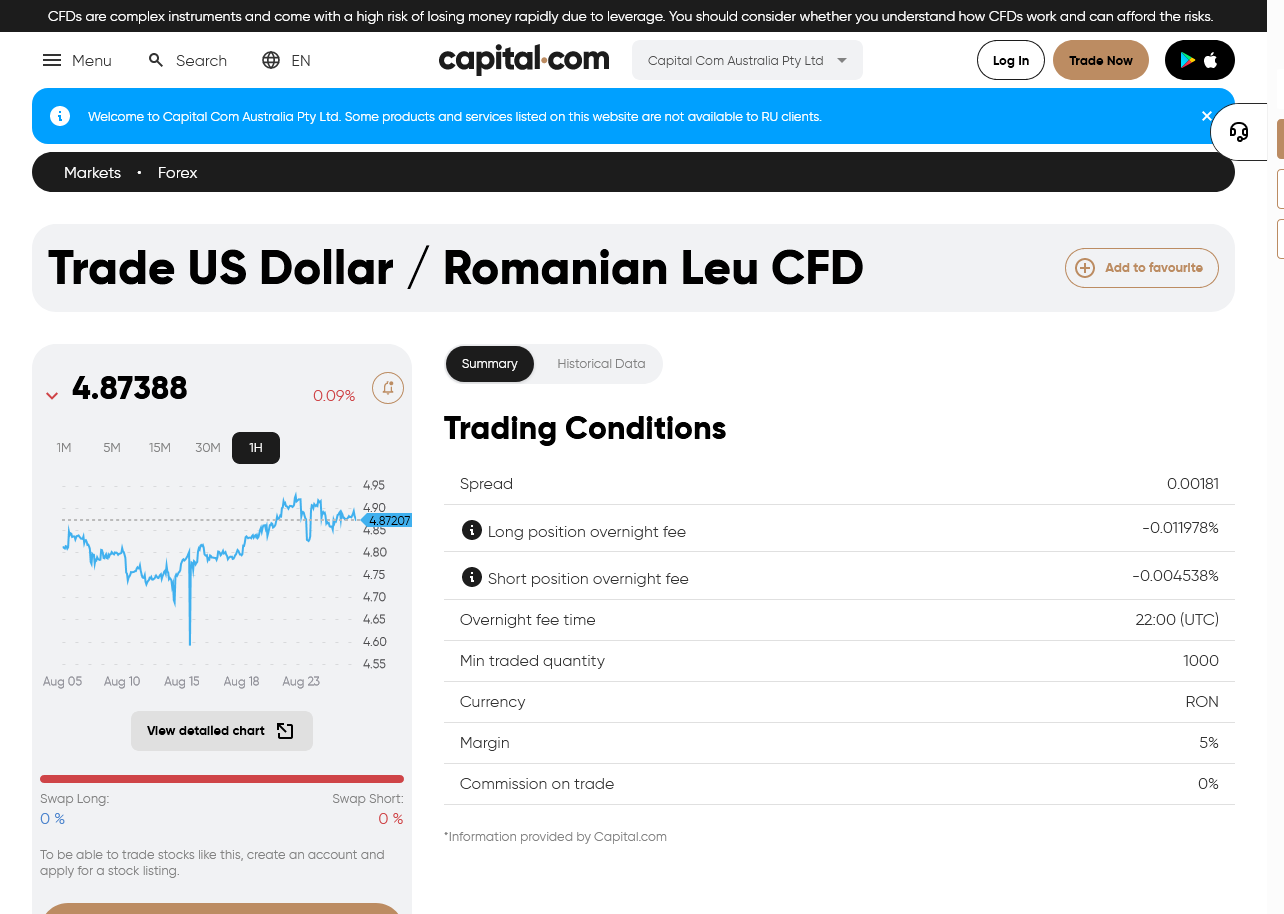 CFDs are complex instruments and come with a high risk of losing money rapidly due to leverage. You should consider whether you understand how CFDs work and can afford the risks.
Menu
Search
EN
capital.com
Capital Com Australia Pty Ltd
Log In
Trade Now
Welcome to Capital Com Australia Pty Ltd. Some products and services listed on this website are not available to RU clients.
Markets • Forex
Trade US Dollar / Romanian Leu CFD
Add to favourite
4.87388
0.09%
1M 5M 15M 30M 1H
4.95
4.90
4.87207
4.85
4.80
4.75
4.70
4.65
4.60
4.55
Aug 05 Aug 10 Aug 15 Aug 18 Aug 23
View detailed chart
Swap Long: Swap Short:
0 % 0 %
To be able to trade stocks like this, create an account and
apply for a stock listing.
Summary Historical Data
Trading Conditions
Spread 0.00181
Long position overnight fee -0.011978%
Short position overnight fee -0.004538%
Overnight fee time 22:00 (UTC)
Min traded quantity 1000
Currency RON
Margin 5%
Commission on trade 0%
*Information provided by Capital.com